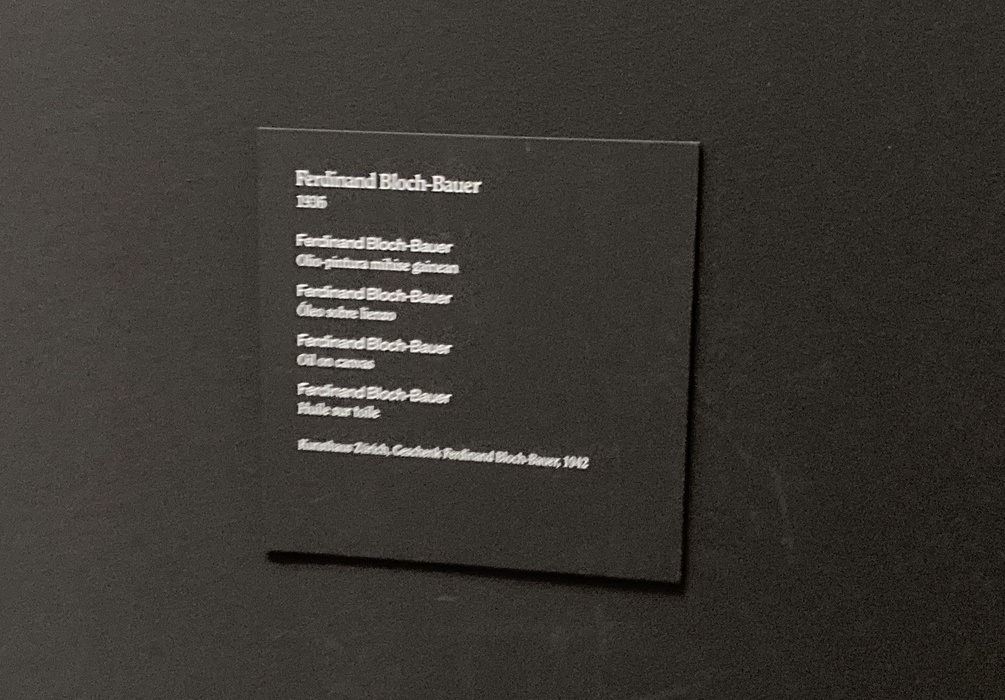 Ferdinand Bloch-Bauer
1936
Ferdinand Bloch-Bauer
Olio-pintura mihise gainean
Ferdinand Bloch-Bauer
Óleo sobre lienzo
Ferdinand Bloch-Bauer
Oil on canvas
Ferdinand Bloch-Bauer
Huile sur toile
Kunsthaus Zürich, Geschenk Ferdinand Bloch-Bauer, 1942